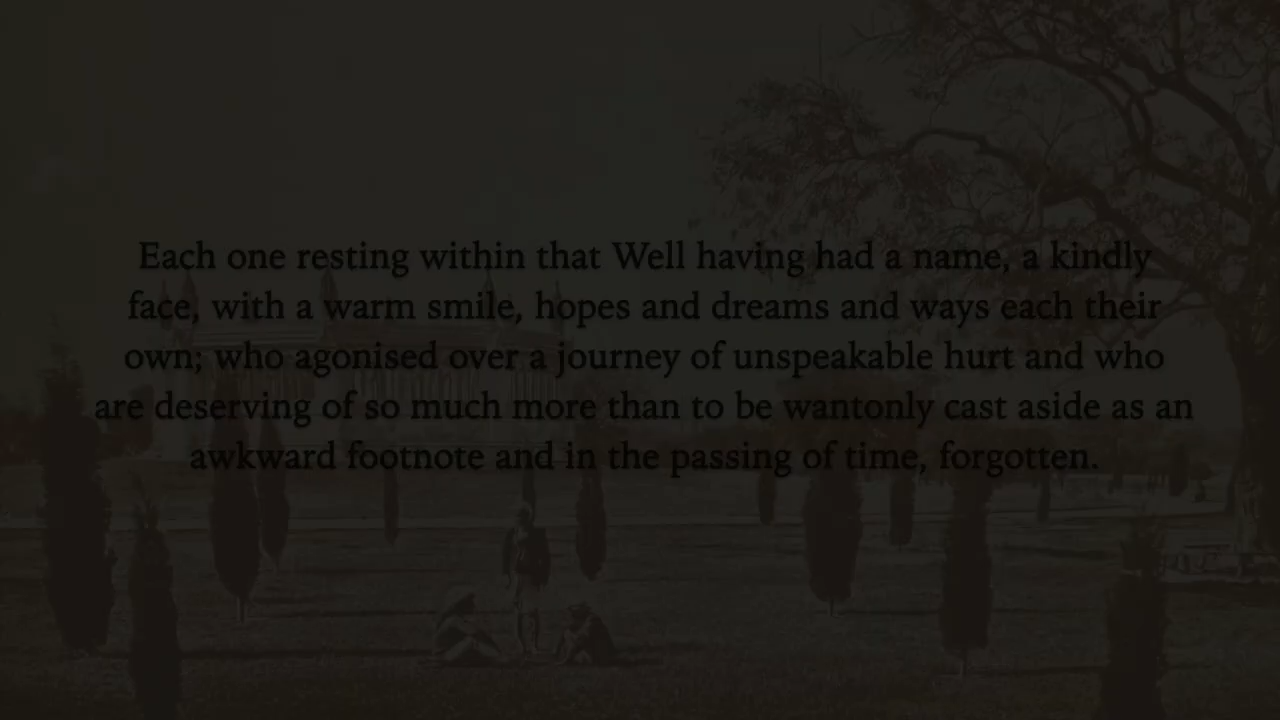 Each one resting within that Well having had a name, a kindly
face, with a warm smile, hopes and dreams and ways each their
own; who agonised over a journey of unspeakable hurt and who
are deserving of so much more than to be wantonly cast aside as an
awkward footnote and in the passing of time, forgotten.